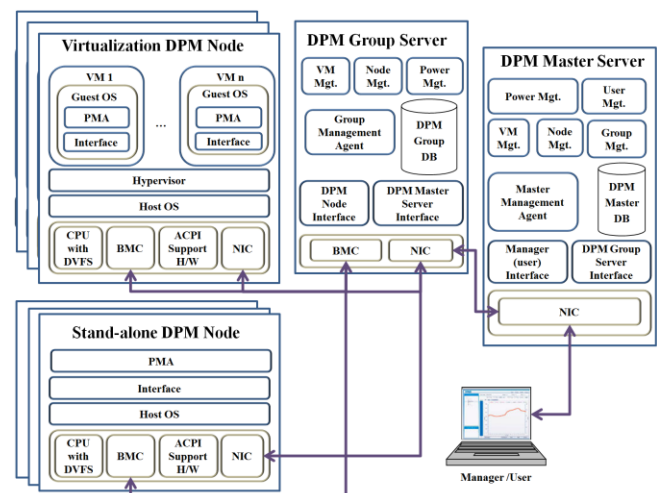 Virtualization DPM Node
VM 1
Guest OS
PMA
Interface
...
VM n
Guest OS
PMA
Interface
Hypervisor
Host OS
CPU
with
DVFS
BMC
ACPI
Support
H/W
NIC
Stand-alone DPM Node
PMA
Interface
Host OS
CPU
with
DVFS
BMC
ACPI
Support
H/W
NIC
DPM Group Server
VM
Mgt.
Node
Mgt.
Power
Mgt.
Group
Management
Agent
DPM
Group
DB
DPM
Node
Interface
DPM Master
Server
Interface
BMC
NIC
DPM Master Server
Power Mgt.
User
Mgt.
VM
Mgt.
Node
Mgt.
Group
Mgt.
Master
Management
Agent
DPM
Master
DB
Manager
(user)
Interface
DPM Group
Server
Interface
NIC
Manager /User